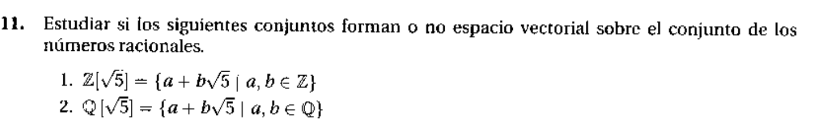 11. Estudiar si los siguientes conjuntos forman o no espacio vectorial sobre el conjunto de los
números racionales.
1. ℤ[√5] = {a + b√5 | a, b ∈ ℤ}
2. ℚ[√5] = {a + b√5 | a, b ∈ ℚ}